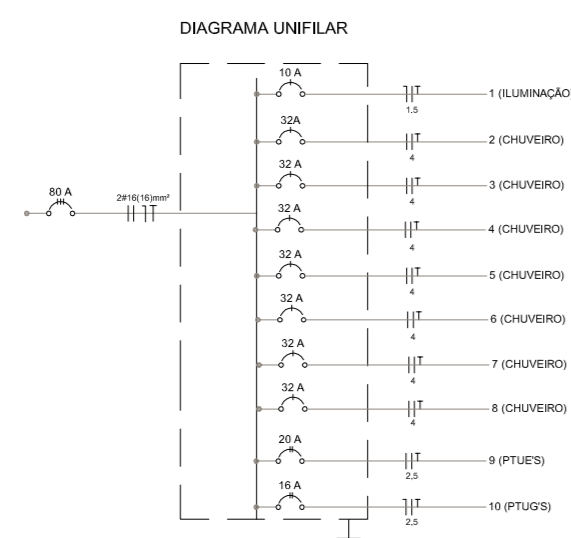 DIAGRAMA UNIFILAR
10 A
1 (ILUMINAÇÃO
1.5
32A
2 (CHUVEIRO)
4
32 A
3 (CHUVEIRO)
4
80 A
2#16(16)mm²
32 A
4 (CHUVEIRO)
4
32 A
5 (CHUVEIRO)
4
32 A
6 (CHUVEIRO)
4
32 A
7 (CHUVEIRO)
4
32 A
8 (CHUVEIRO)
4
20 A
9 (PTUE'S)
2,5
16 A
10 (PTUG'S)
2,5